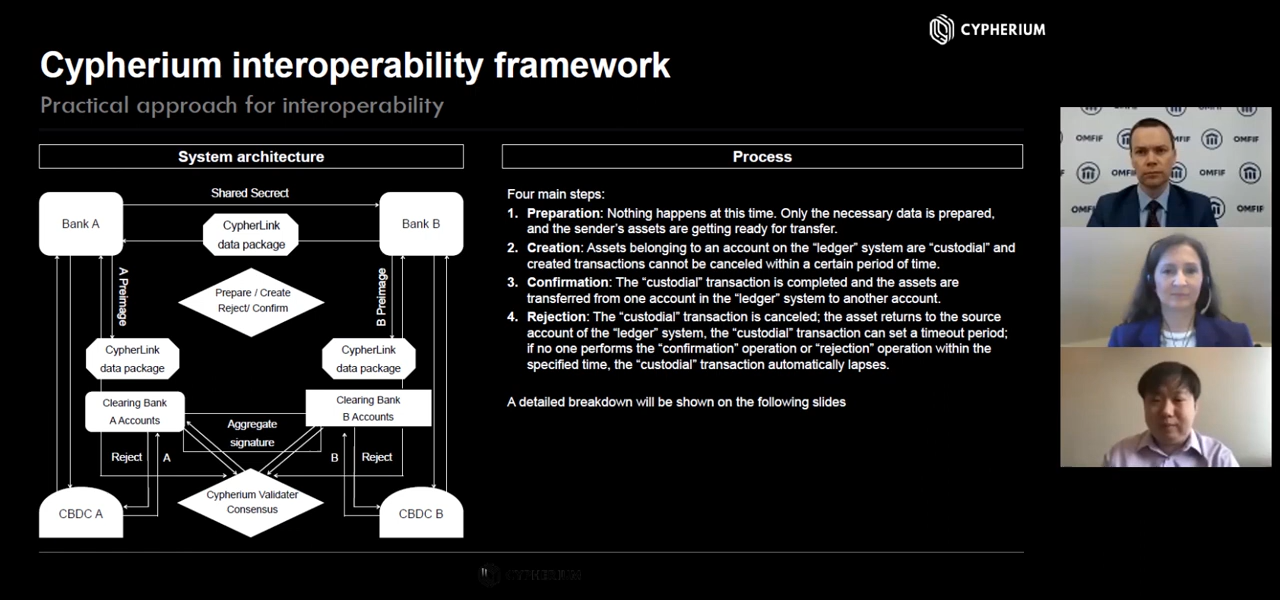 CYPHERIUM
Cypherium interoperability framework
Practical approach for interoperability
System architecture
Shared Secrect
Bank A
Bank B
CypherLink
data package
A Preimage
B Preimage
Prepare / Create
Reject/ Confirm
CypherLink
data package
CypherLink
data package
Clearing Bank
A Accounts
Clearing Bank
B Accounts
Aggregate
signature
Reject
A
B
Reject
Cypherium Validater
Consensus
CBDC A
CBDC B
Process
Four main steps:
1. Preparation: Nothing happens at this time. Only the necessary data is prepared,
and the sender's assets are getting ready for transfer.
2. Creation: Assets belonging to an account on the “ledger” system are “custodial” and
created transactions cannot be canceled within a certain period of time.
3. Confirmation: The “custodial” transaction is completed and the assets are
transferred from one account in the “ledger” system to another account.
4. Rejection: The “custodial” transaction is canceled; the asset returns to the source
account of the “ledger” system, the “custodial” transaction can set a timeout period;
if no one performs the “confirmation” operation or “rejection” operation within the
specified time, the “custodial” transaction automatically lapses.
A detailed breakdown will be shown on the following slides
CYPHERIUM
OMFIF
OMFIF
OMFIF
OMFIF